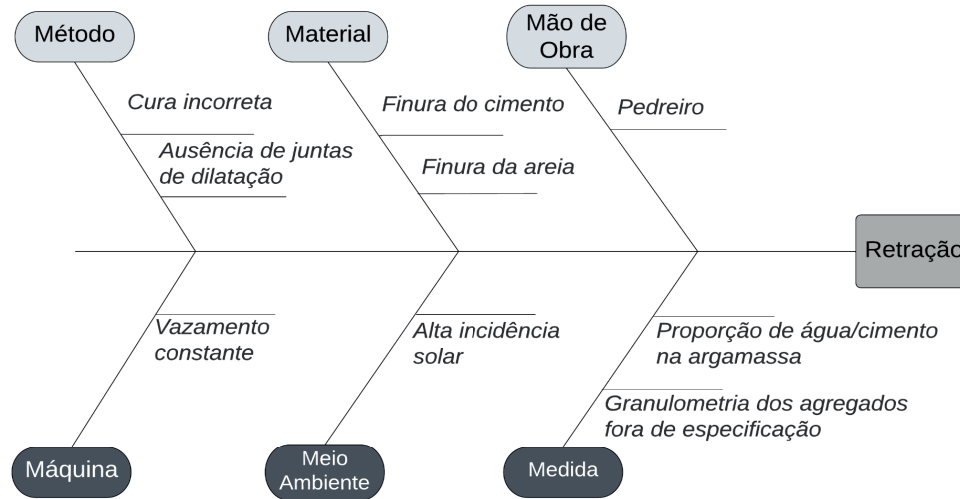 Método
Material
Mão de
Obra
Cura incorreta
Ausência de juntas
de dilatação
Finura do cimento
Finura da areia
Pedreiro
Retração
Vazamento
constante
Alta incidência
solar
Proporção de água/cimento
na argamassa
Granulometria dos agregados
fora de especificação
Máquina
Meio
Ambiente
Medida